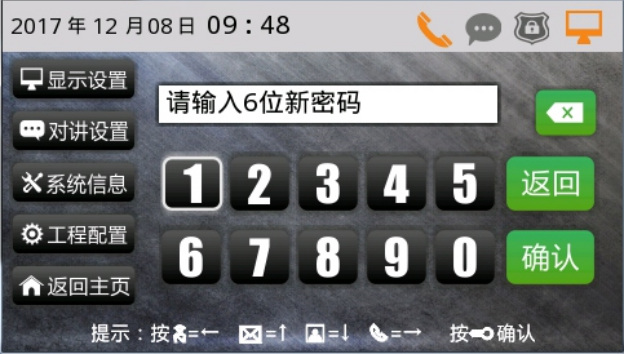 2017 年 12 月08日 09 : 48
显示设置
对讲设置
系统信息
工程配置
返回主页
请输入6位新密码
1 2 3 4 5 返回
6 7 8 9 0 确认
提示：按=← =↑ =↓ =→ 按确认